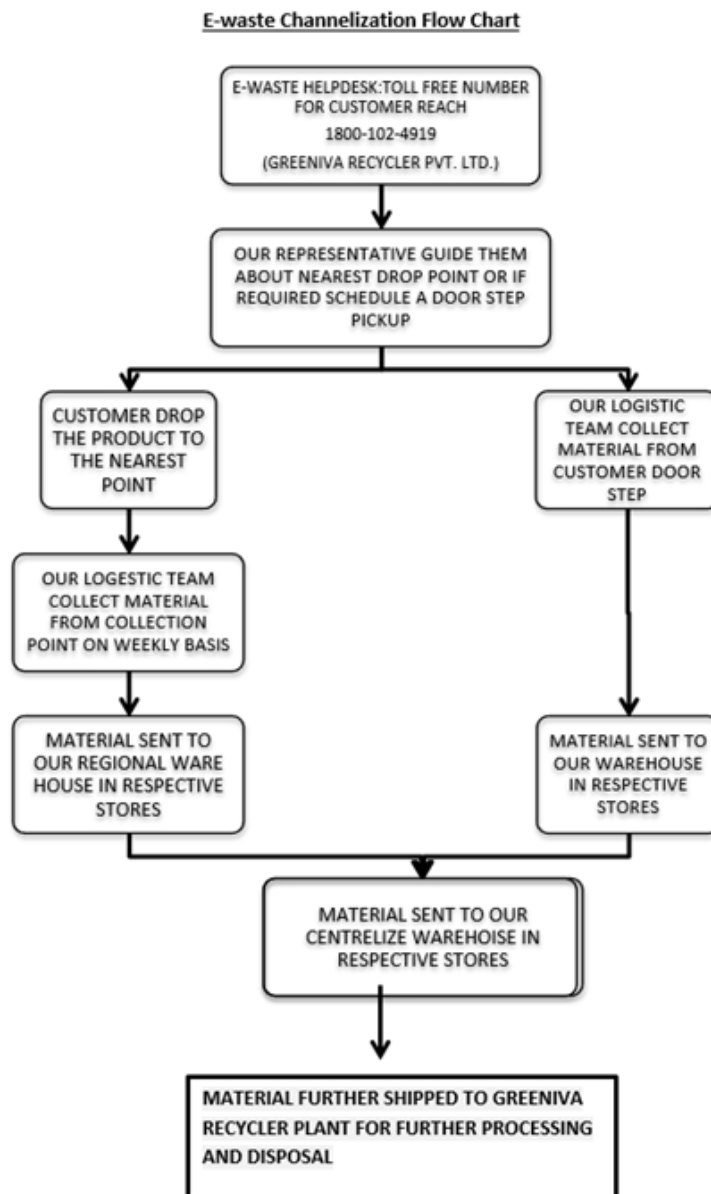 E-waste Channelization Flow Chart
E-WASTE HELPDESK:TOLL FREE NUMBER
FOR CUSTOMER REACH
1800-102-4919
(GREENIVA RECYCLER PVT. LTD.)
OUR REPRESENTATIVE GUIDE THEM
ABOUT NEAREST DROP POINT OR IF
REQUIRED SCHEDULE A DOOR STEP
PICKUP
CUSTOMER DROP
THE PRODUCT TO
THE NEAREST
POINT
OUR LOGISTIC
TEAM COLLECT
MATERIAL FROM
CUSTOMER DOOR
STEP
OUR LOGESTIC TEAM
COLLECT MATERIAL
FROM COLLECTION
POINT ON WEEKLY BASIS
MATERIAL SENT TO
OUR REGIONAL WARE
HOUSE IN RESPECTIVE
STORES
MATERIAL SENT TO
OUR WAREHOUSE
IN RESPECTIVE
STORES
MATERIAL SENT TO OUR
CENTRELIZE WAREHOISE IN
RESPECTIVE STORES
MATERIAL FURTHER SHIPPED TO GREENIVA
RECYCLER PLANT FOR FURTHER PROCESSING
AND DISPOSAL